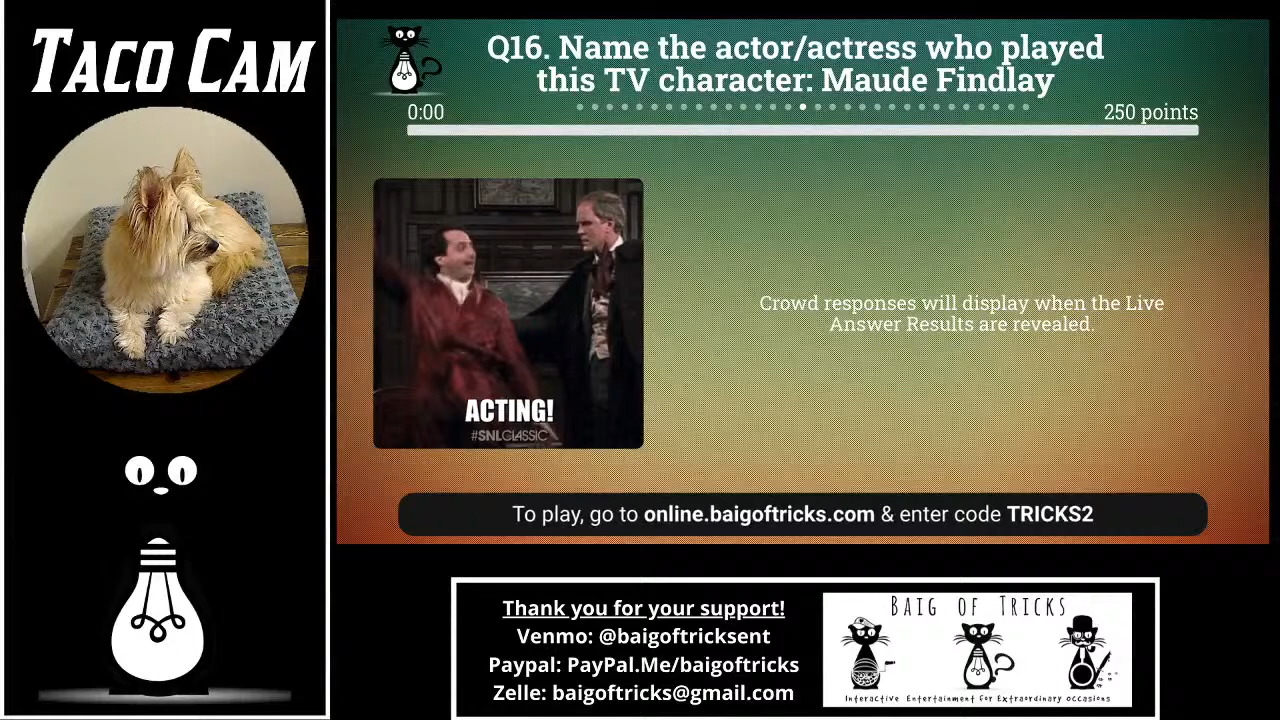 TACO CAM
Q16. Name the actor/actress who played
this TV character: Maude Findlay
0:00
250 points
ACTING!
#SNLCLASSIC
Crowd responses will display when the Live
Answer Results are revealed.
To play, go to online.baigoftricks.com & enter code TRICKS2
Thank you for your support!
Venmo: @baigoftricksent
Paypal: PayPal.Me/baigoftricks
Zelle: baigoftricks@gmail.com
BAIG OF TRICKS
Interactive Entertainment for Extraordinary occasions